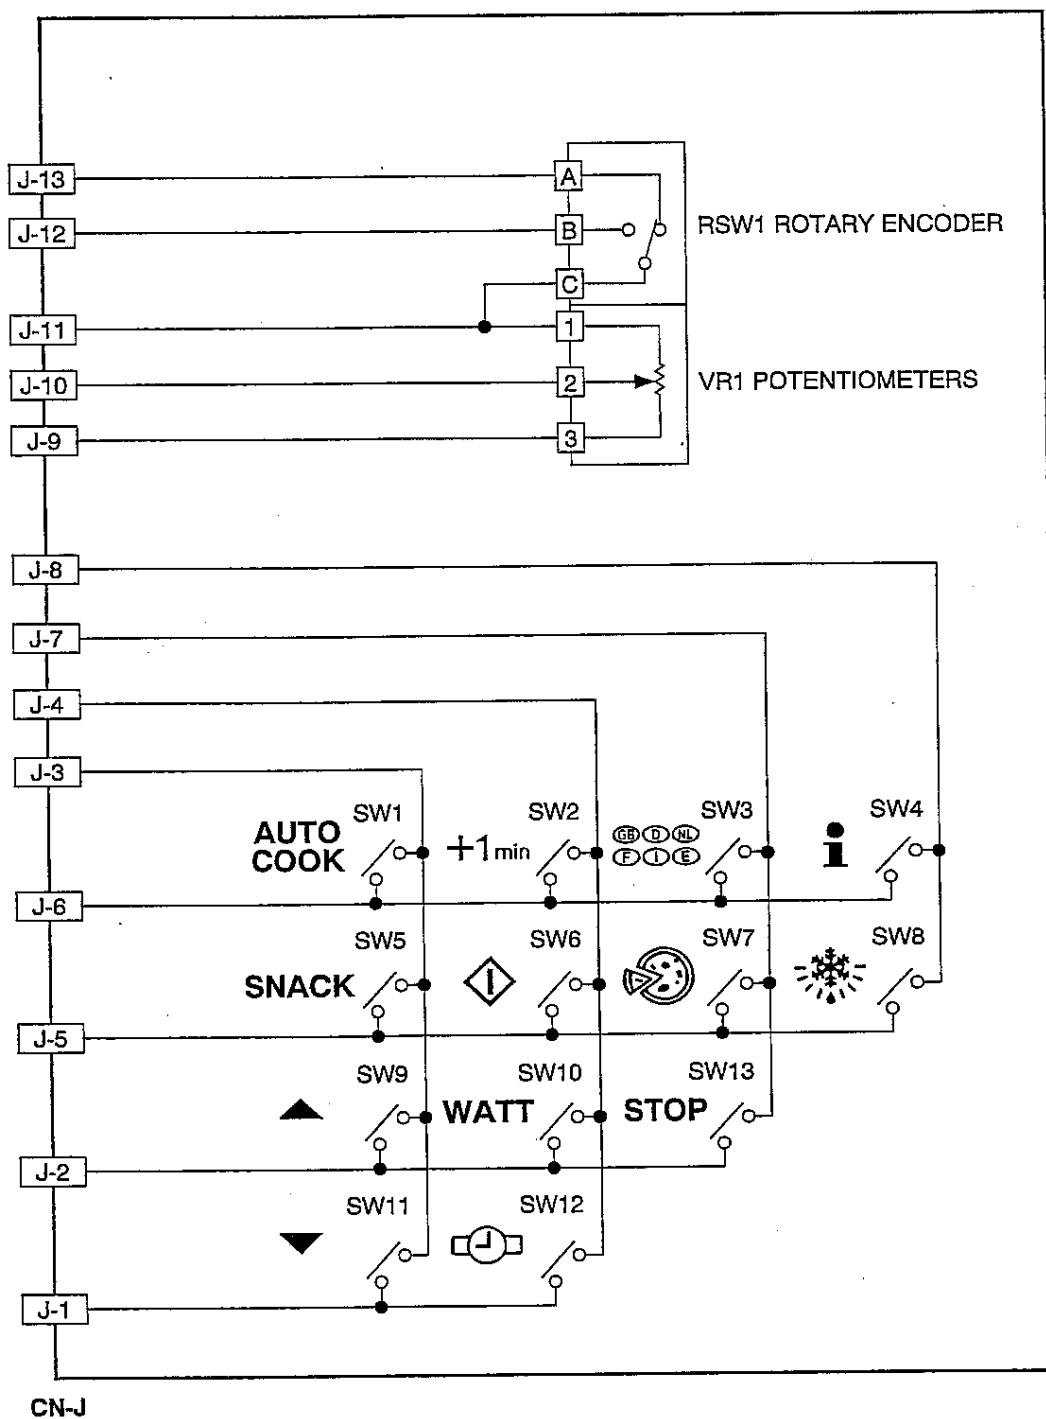 J-13
A
J-12
B
RSW1 ROTARY ENCODER
C
J-11
1
J-10
2
VR1 POTENTIOMETERS
J-9
3
J-8
J-7
J-4
J-3
SW1
SW2
SW3
SW4
AUTO
COOK
+1 min
GB D NL
F I E
i
J-6
SW5
SW6
SW7
SW8
SNACK
J-5
SW9
SW10
SW13
WATT
STOP
J-2
SW11
SW12
J-1
CN-J